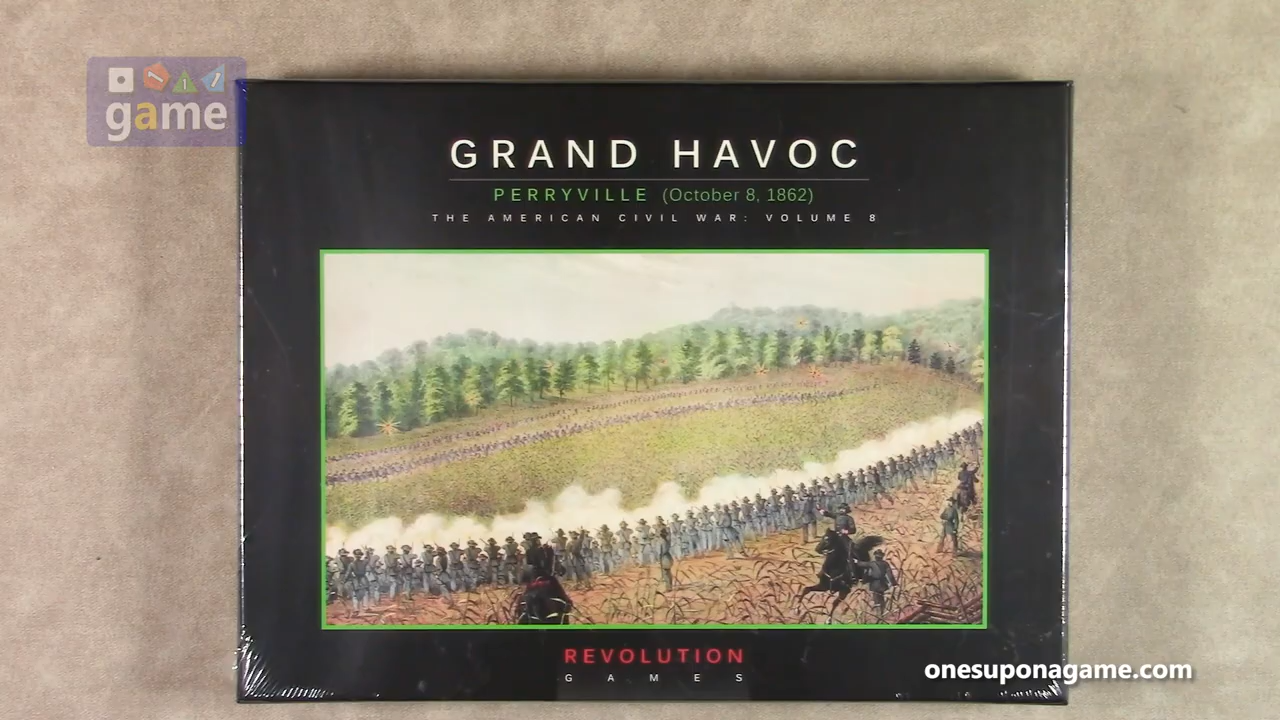 game
GRAND HAVOC
PERRYVILLE (October 8, 1862)
THE AMERICAN CIVIL WAR: VOLUME 8
REVOLUTION
GAMES
onesuponagame.com